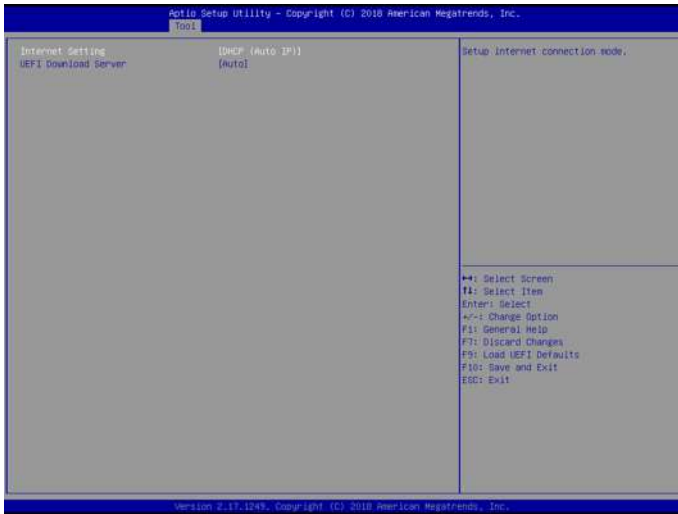 Aptio Setup Utility - Copyright (C) 2018 American Megatrends, Inc.
Tool
Internet Setting [DHCP (Auto IP)]
UEFI Download Server [Auto]
Setup internet connection mode.
↔: Select Screen
↑↓: Select Item
Enter: Select
+/-: Change Option
F1: General Help
F7: Discard Changes
F9: Load UEFI Defaults
F10: Save and Exit
ESC: Exit
Version 2.17.1249. Copyright (C) 2018 American Megatrends, Inc.